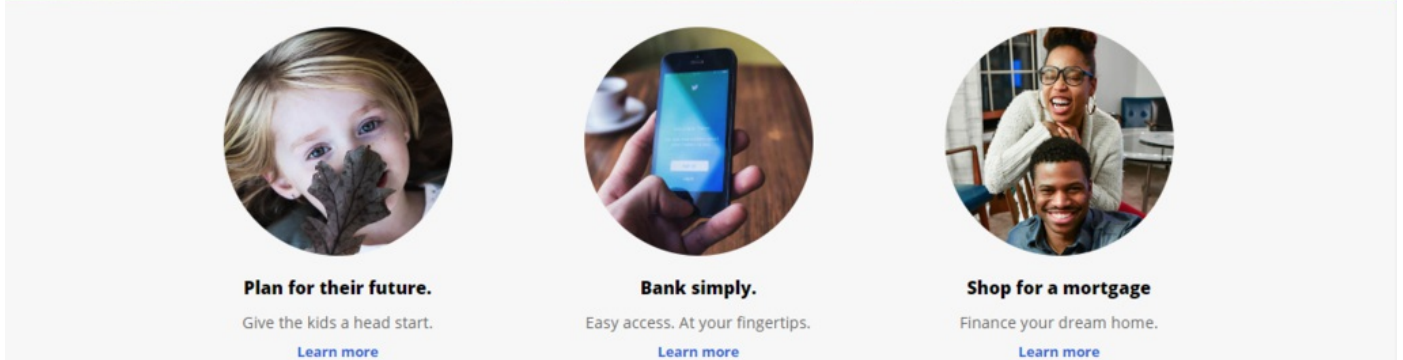 Plan for their future.
Give the kids a head start.
Learn more
Bank simply.
Easy access. At your fingertips.
Learn more
Shop for a mortgage
Finance your dream home.
Learn more